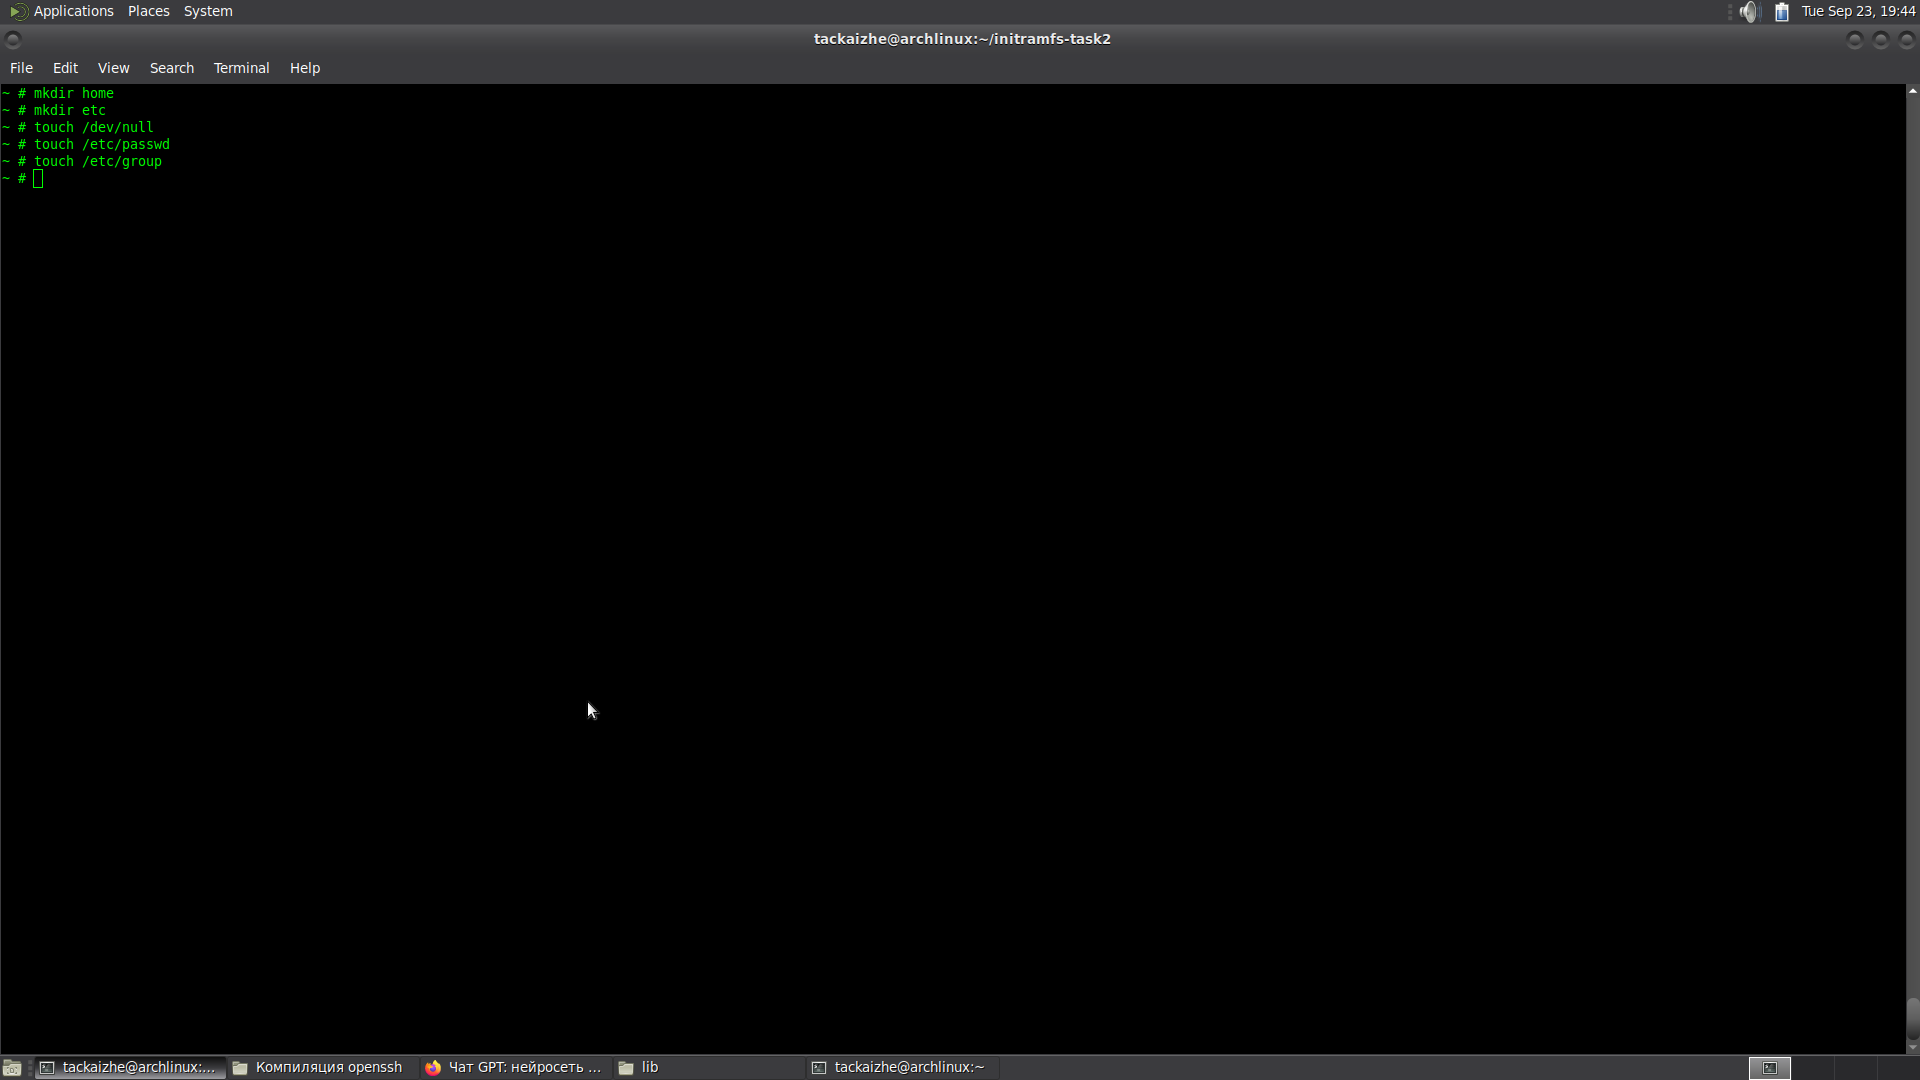 Applications Places System
Tue Sep 23, 19:44
tackaizhe@archlinux:~/initramfs-task2
File Edit View Search Terminal Help
~ # mkdir home
~ # mkdir etc
~ # touch /dev/null
~ # touch /etc/passwd
~ # touch /etc/group
~ #
tackaizhe@archlinux:... Компиляция openssh Чат GPT: нейросеть ... lib tackaizhe@archlinux:~